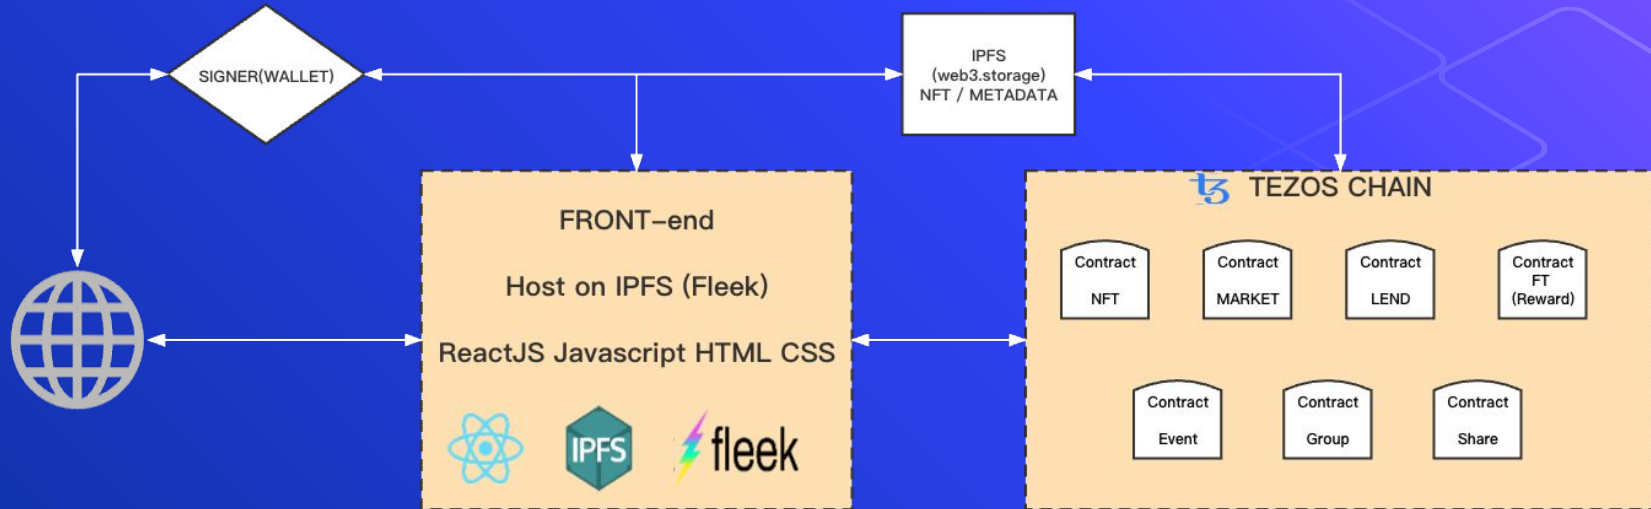 SIGNER(WALLET)
IPFS
(web3.storage)
NFT / METADATA
FRONT-end
Host on IPFS (Fleek)
ReactJS Javascript HTML CSS
IPFS
fleek
TEZOS CHAIN
Contract
NFT
Contract
MARKET
Contract
LEND
Contract
FT
(Reward)
Contract
Event
Contract
Group
Contract
Share